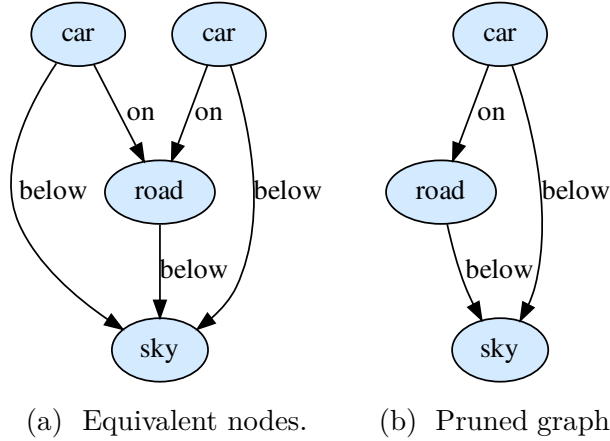 car
car
car
on
on
on
road
road
below
below
below
below
below
sky
sky
(a) Equivalent nodes.
(b) Pruned graph